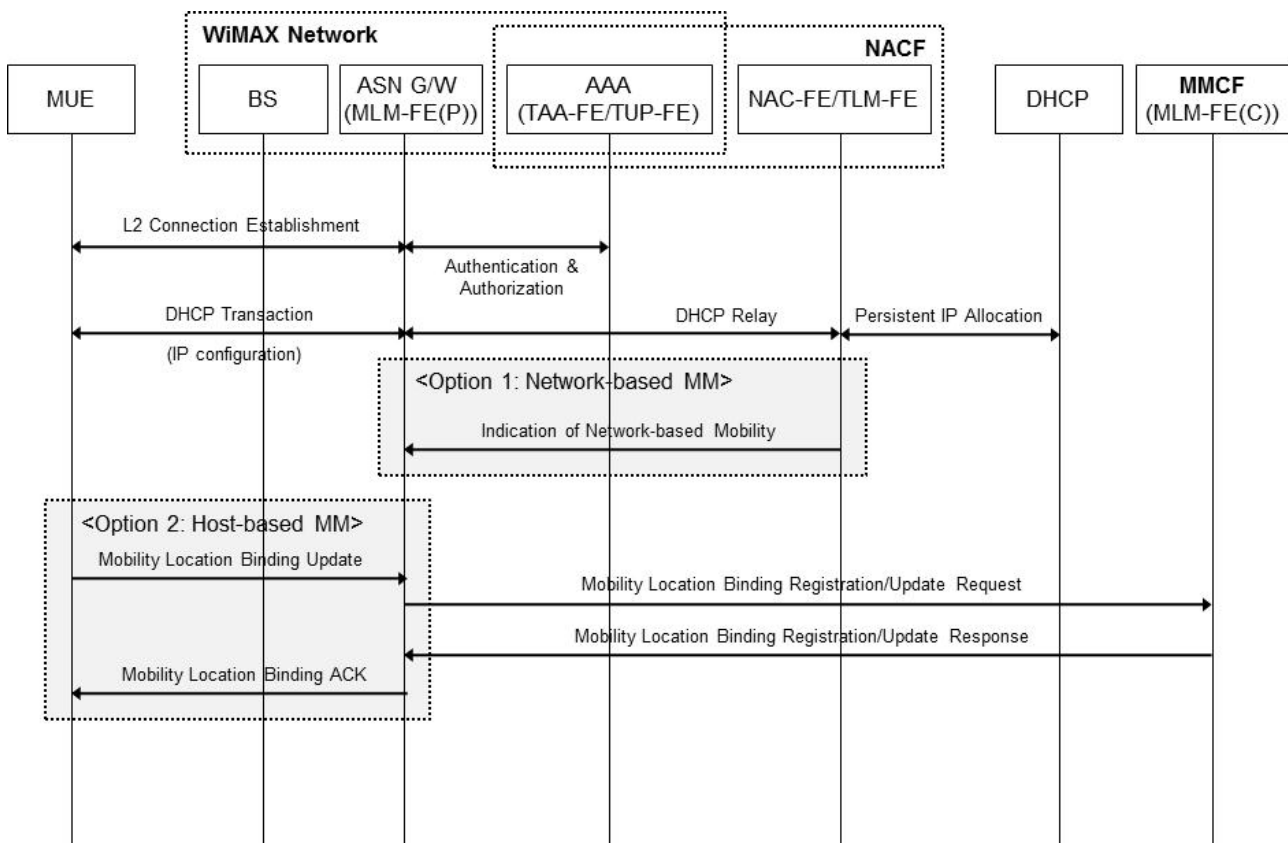 WiMAX Network
NACF
MUE
BS
ASN G/W
(MLM-FE(P))
AAA
(TAA-FE/TUP-FE)
NAC-FE/TLM-FE
DHCP
MMCF
(MLM-FE(C))
L2 Connection Establishment
Authentication &
Authorization
DHCP Transaction
(IP configuration)
DHCP Relay
Persistent IP Allocation
<Option 1: Network-based MM>
Indication of Network-based Mobility
<Option 2: Host-based MM>
Mobility Location Binding Update
Mobility Location Binding Registration/Update Request
Mobility Location Binding Registration/Update Response
Mobility Location Binding ACK